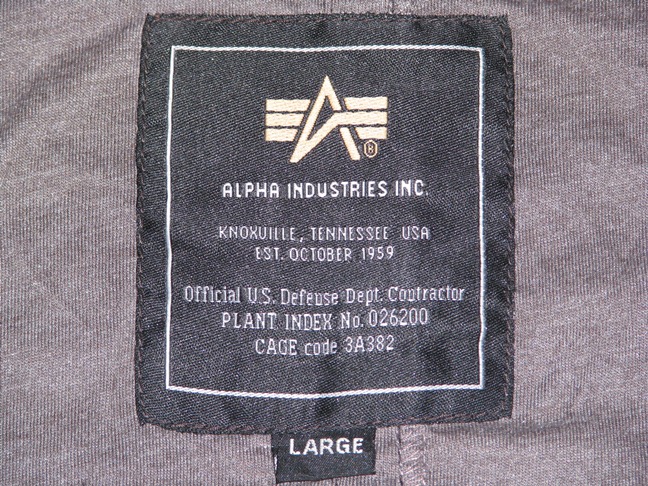 ®
ALPHA INDUSTRIES INC.
KNOXVILLE, TENNESSEE USA
EST. OCTOBER 1959
Official U.S. Defense Dept. Contractor
PLANT INDEX No. 026200
CAGE code 3A382
LARGE